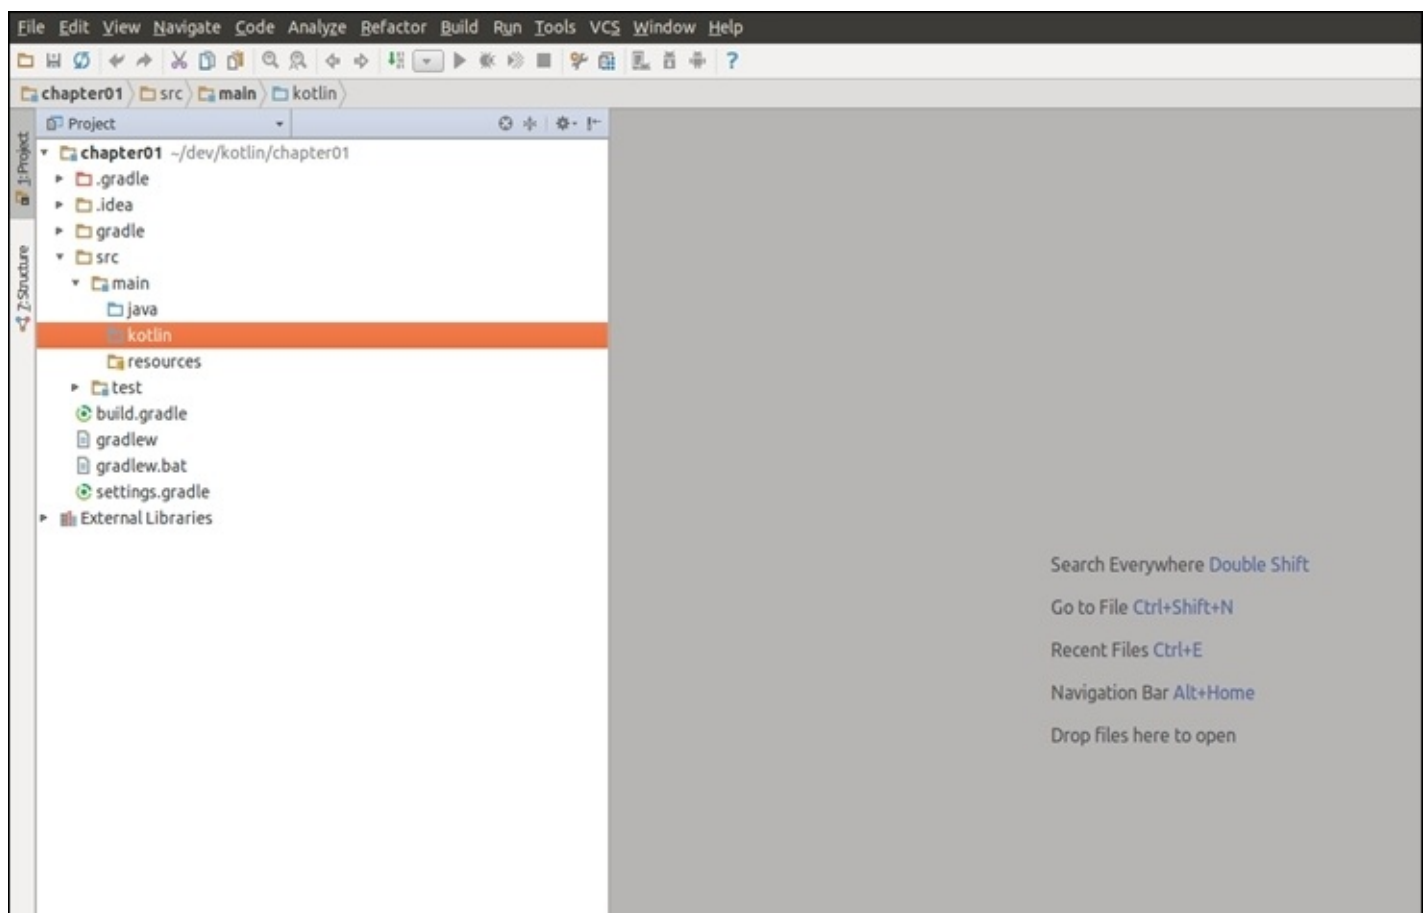 File Edit View Navigate Code Analyze Refactor Build Run Tools VCS Window Help
?
chapter01 src main kotlin
Project
1: Project
7: Structure
chapter01 ~/dev/kotlin/chapter01
.gradle
.idea
gradle
src
main
java
kotlin
resources
test
build.gradle
gradlew
gradlew.bat
settings.gradle
External Libraries
Search Everywhere Double Shift
Go to File Ctrl+Shift+N
Recent Files Ctrl+E
Navigation Bar Alt+Home
Drop files here to open